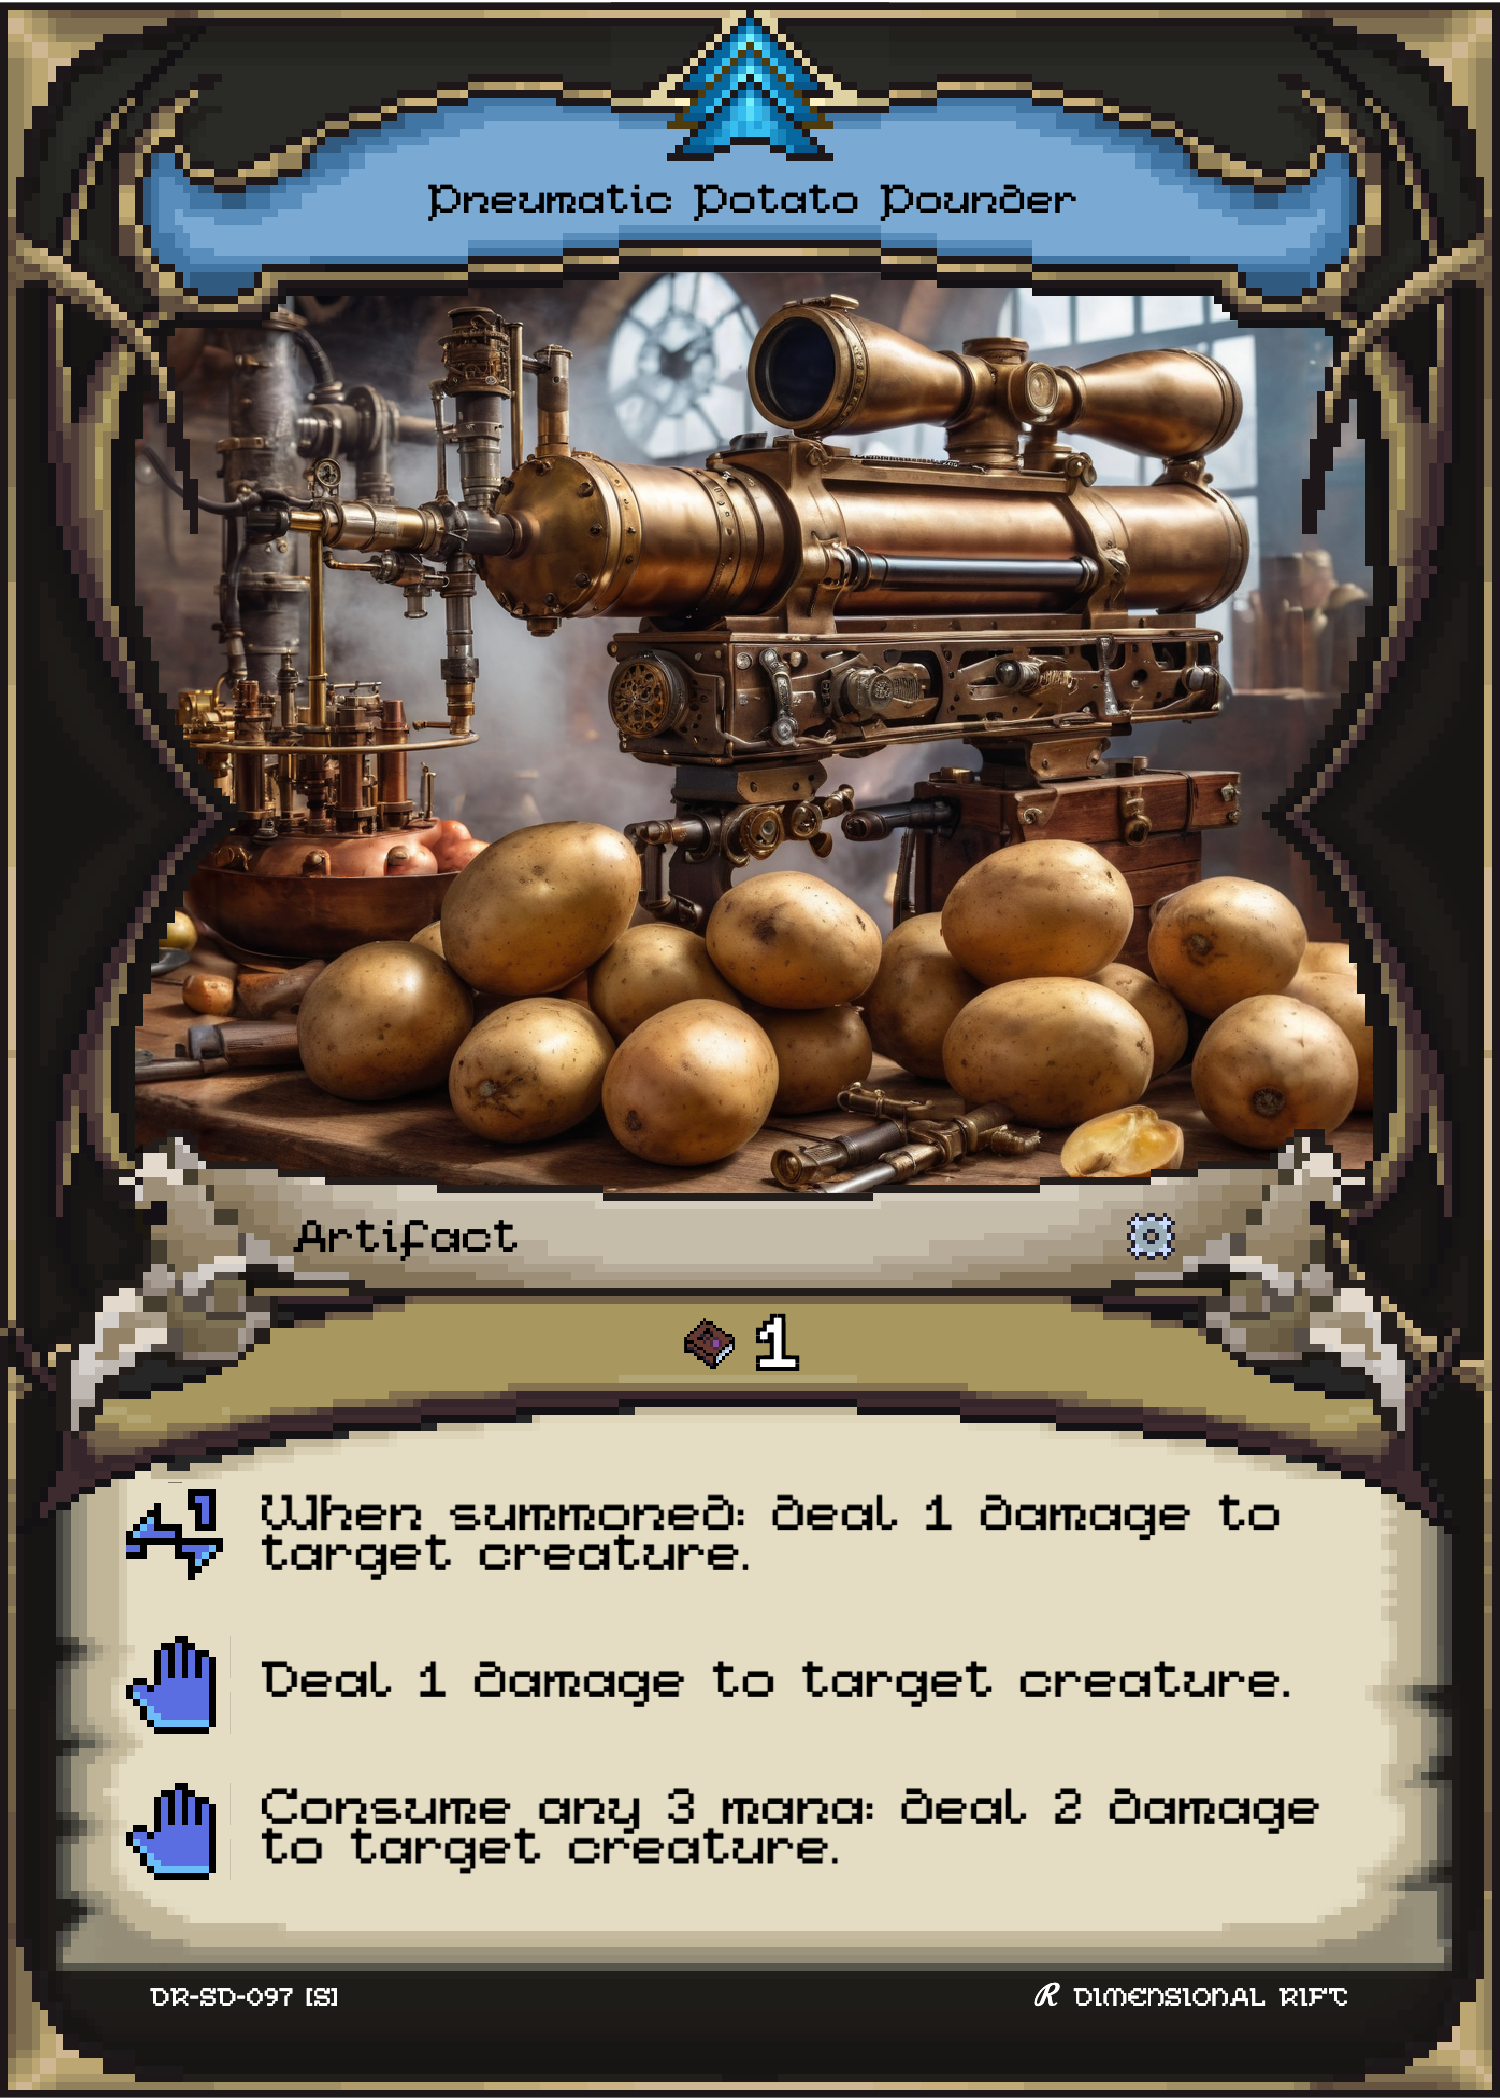 Pneumatic Potato Pounder
Artifact
1
When summoned: deal 1 damage to
target creature.
Deal 1 damage to target creature.
Consume any 3 mana: deal 2 damage
to target creature.
DR-SD-097 [S]
R DIMENSIONAL RIFT